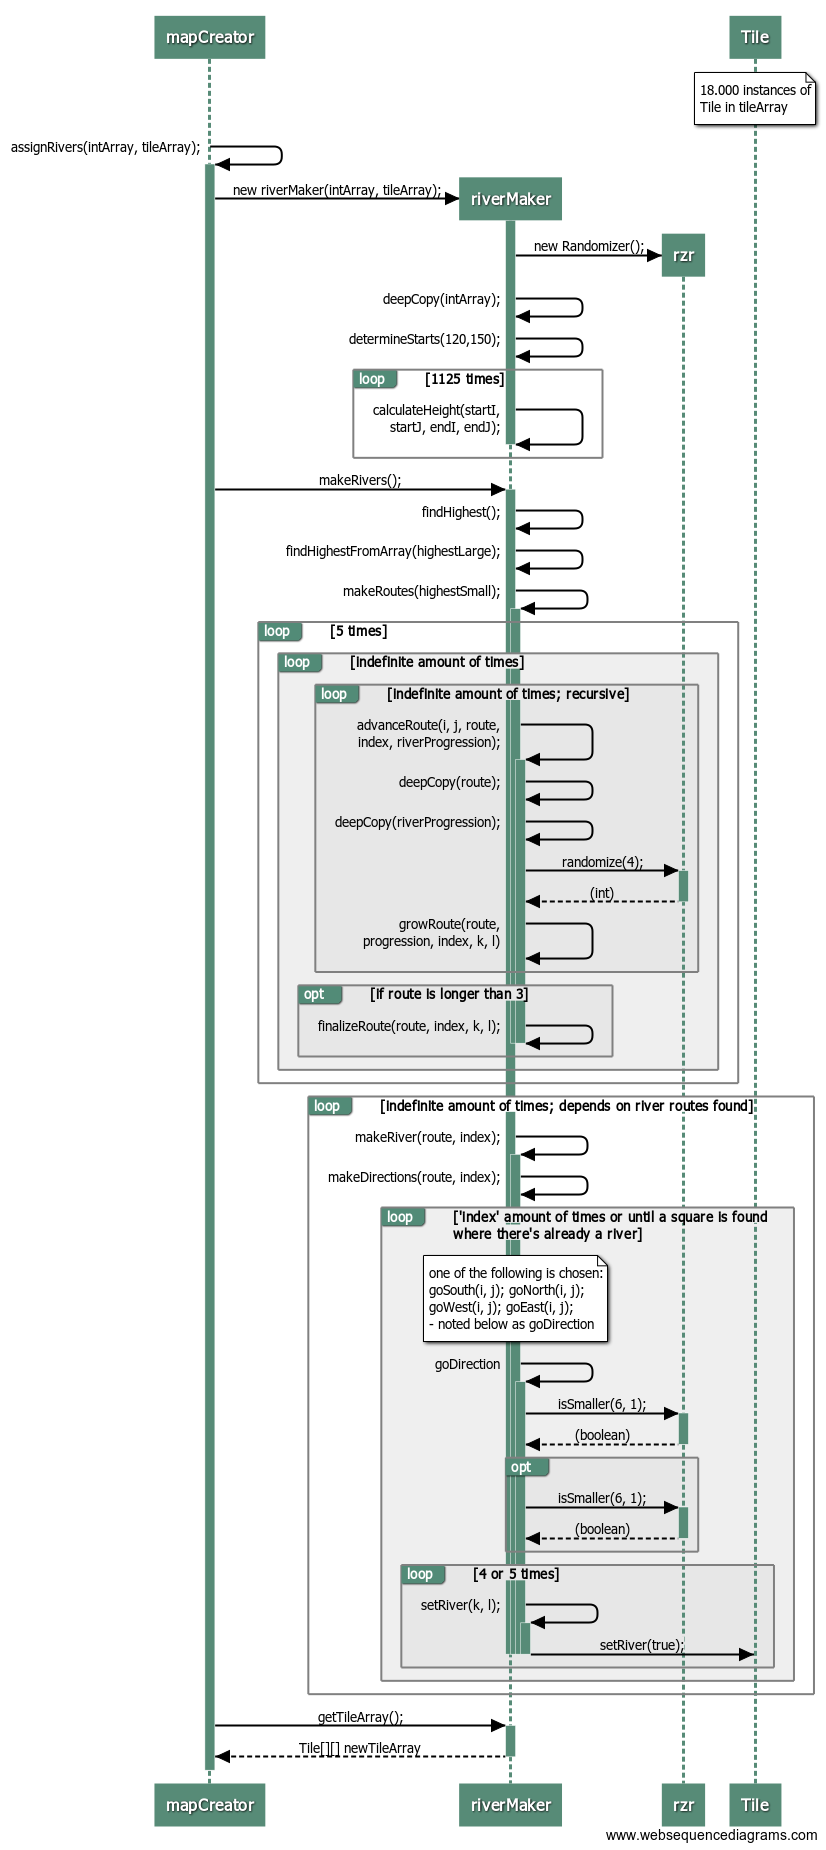 mapCreator
Tile
18.000 instances of
Tile in tileArray
assignRivers(intArray, tileArray);
new riverMaker(intArray, tileArray);
riverMaker
new Randomizer();
rzr
deepCopy(intArray);
determineStarts(120,150);
loop [1125 times]
calculateHeight(startI,
startJ, endI, endJ);
makeRivers();
findHighest();
findHighestFromArray(highestLarge);
makeRoutes(highestSmall);
loop [5 times]
loop [indefinite amount of times]
loop [indefinite amount of times; recursive]
advanceRoute(i, j, route,
index, riverProgression);
deepCopy(route);
deepCopy(riverProgression);
randomize(4);
(int)
growRoute(route,
progression, index, k, l)
opt [if route is longer than 3]
finalizeRoute(route, index, k, l);
loop [indefinite amount of times; depends on river routes found]
makeRiver(route, index);
makeDirections(route, index);
loop ['index' amount of times or until a square is found
where there's already a river]
one of the following is chosen:
goSouth(i, j); goNorth(i, j);
goWest(i, j); goEast(i, j);
- noted below as goDirection
goDirection
isSmaller(6, 1);
(boolean)
opt
isSmaller(6, 1);
(boolean)
loop [4 or 5 times]
setRiver(k, l);
setRiver(true);
getTileArray();
Tile[][] newTileArray
mapCreator
riverMaker
rzr
Tile
www.websequencediagrams.com